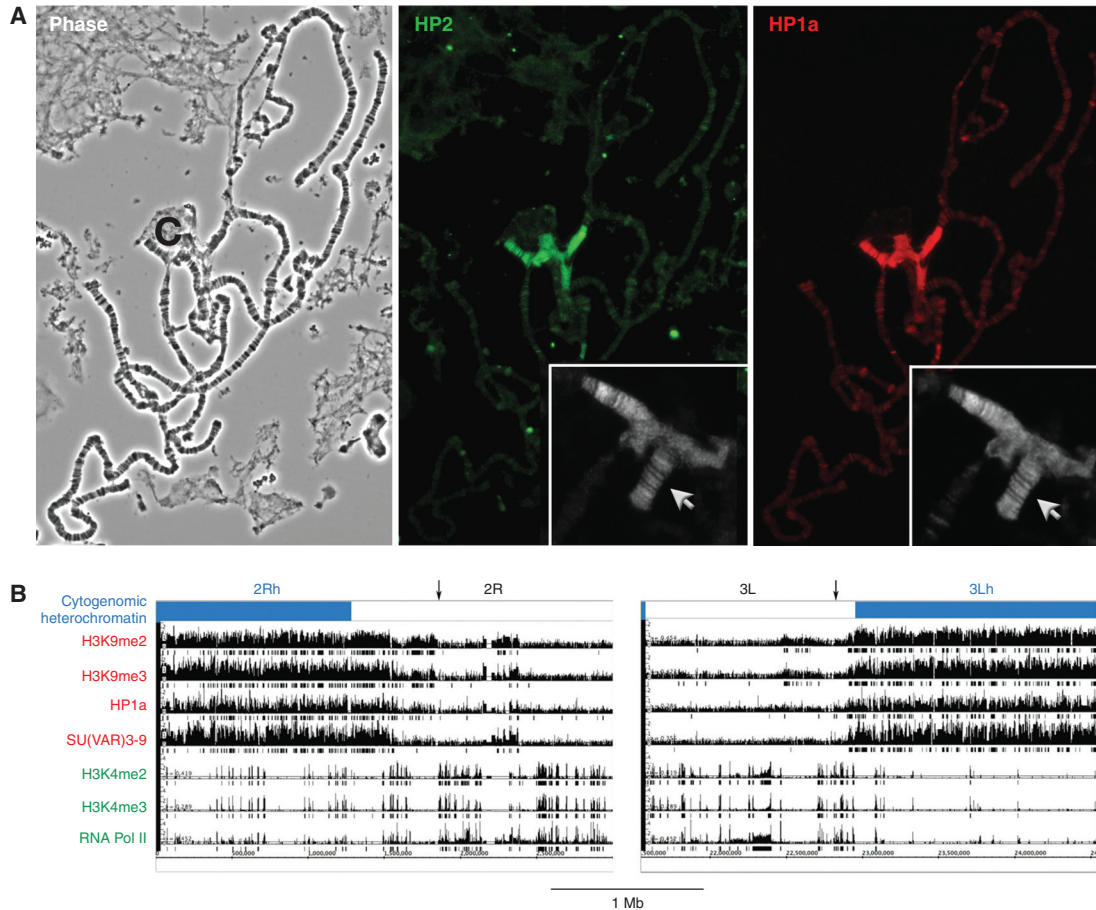 A
Phase
HP2
HP1a
C
B
2Rh
2R
3L
3Lh
Cytogenomic
heterochromatin
H3K9me2
H3K9me3
HP1a
SU(VAR)3-9
H3K4me2
H3K4me3
RNA Pol II
500,000 1,000,000 1,500,000 2,000,000 2,500,000
22,000,000 22,500,000 23,000,000 23,500,000 24,000,000
1 Mb